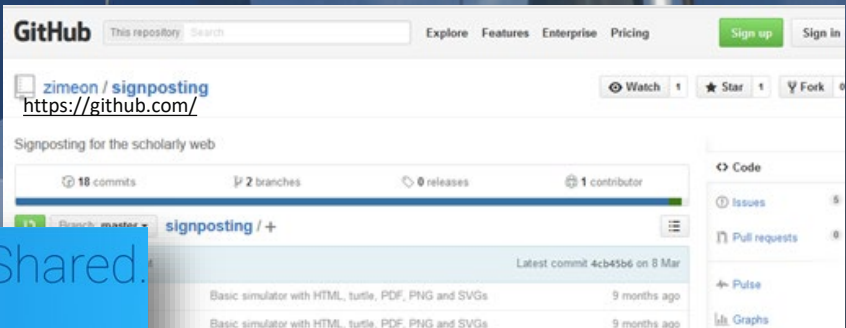 GitHub This repository Search Explore Features Enterprise Pricing Sign up Sign in
zimeon / signposting Watch 1 Star 1 Fork 0
https://github.com/
Signposting for the scholarly web
18 commits 2 branches 0 releases 1 contributor
Code
Issues 5
Branch: master signposting / +
Pull requests 0
Shared.
Latest commit 4cb45b6 on 8 Mar
Pulse
Basic simulator with HTML, turtle, PDF, PNG and SVGs 9 months ago
Graphs
Basic simulator with HTML, turtle, PDF, PNG and SVGs 9 months ago